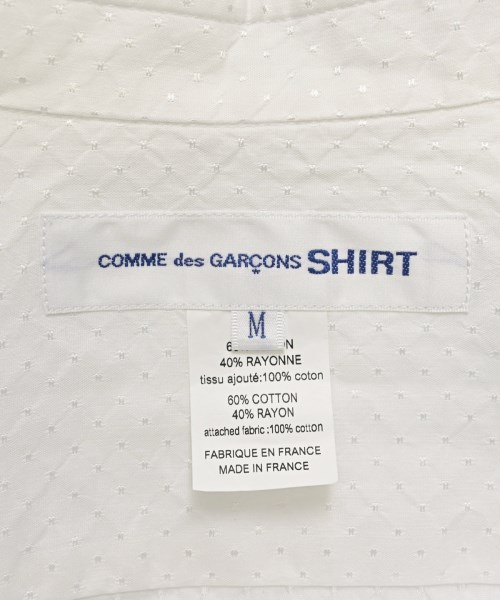 COMME des GARÇONS SHIRT
M
40% RAYONNE
tissu ajouté:100% coton
60% COTTON
40% RAYON
attached fabric :100% cotton
FABRIQUE EN FRANCE
MADE IN FRANCE